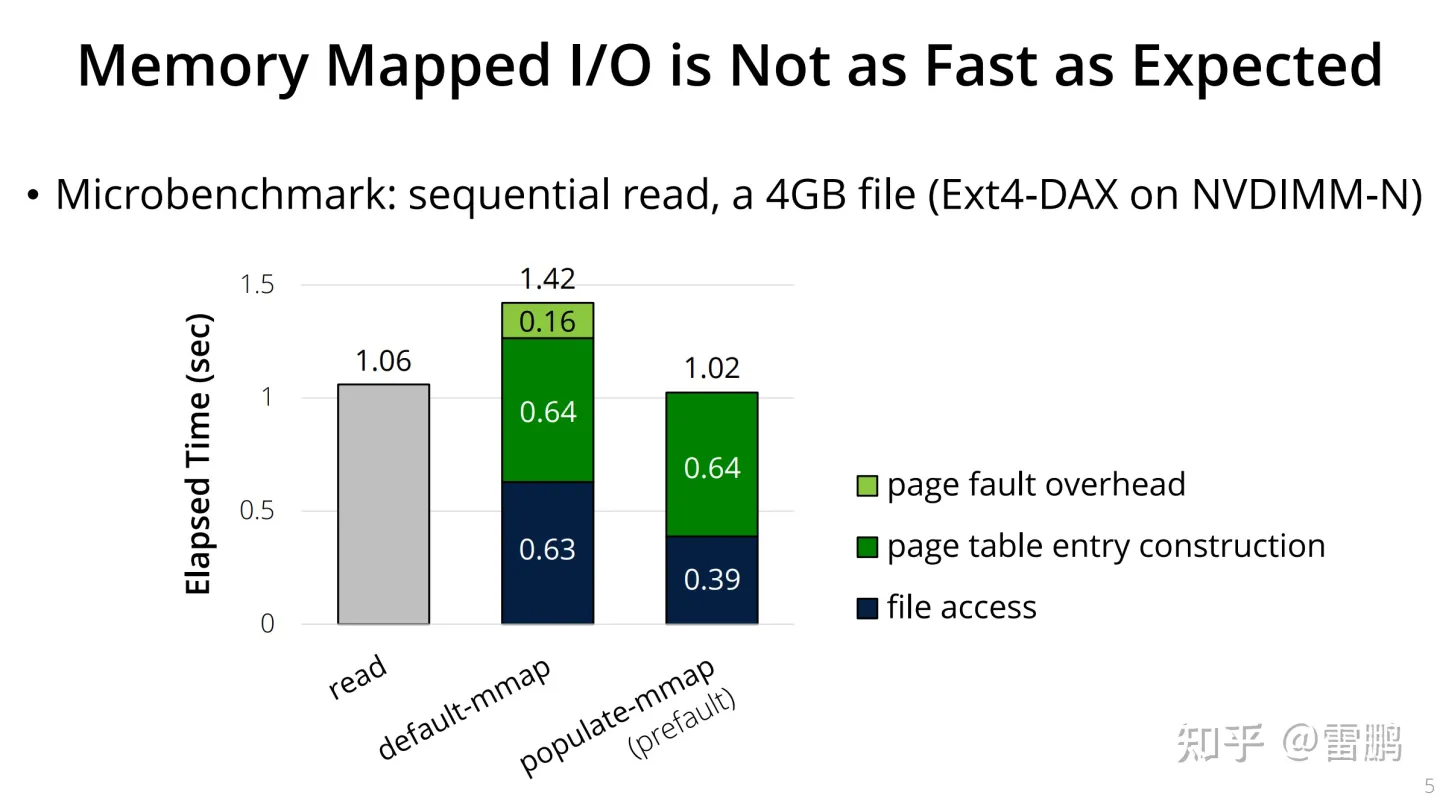 Memory Mapped I/O is Not as Fast as Expected
• Microbenchmark: sequential read, a 4GB file (Ext4-DAX on NVDIMM-N)
Elapsed Time (sec)
1.5
1
0.5
0
1.06
1.42
0.16
0.64
0.63
1.02
0.64
0.39
read
default-mmap
populate-mmap
(prefault)
page fault overhead
page table entry construction
file access
知乎 @雷鹏
5